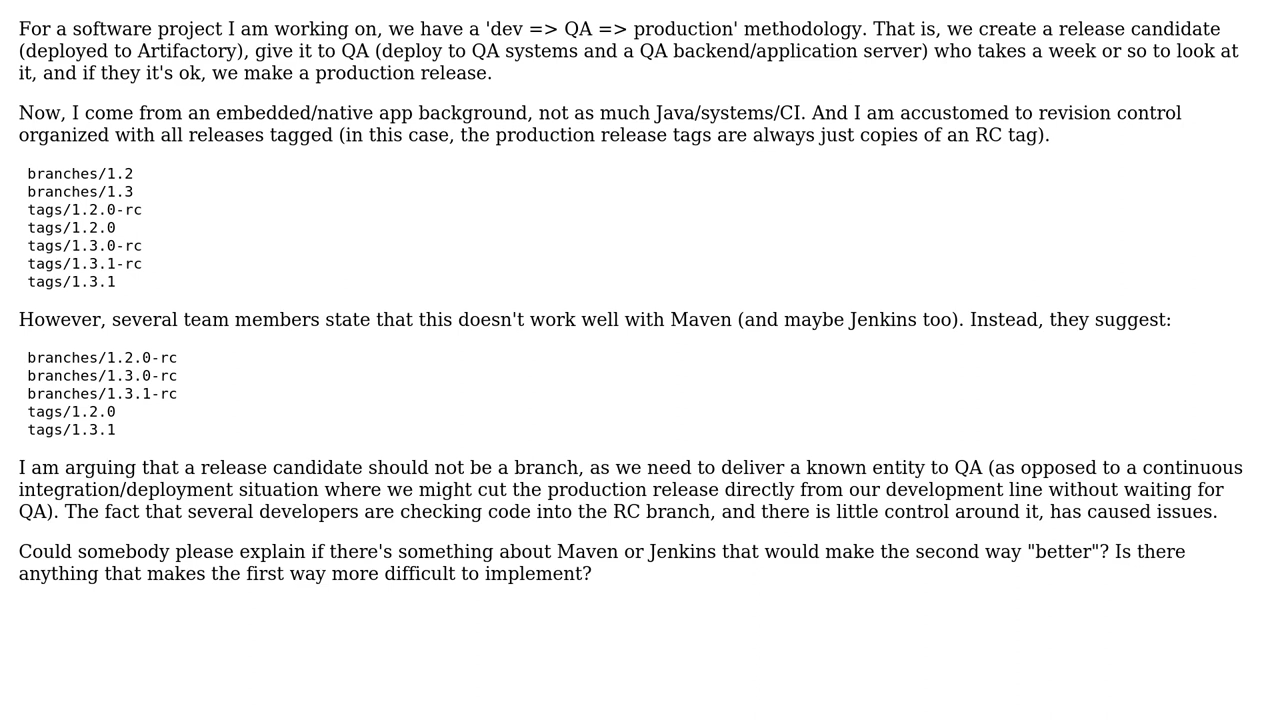 For a software project I am working on, we have a 'dev => QA => production' methodology. That is, we create a release candidate
(deployed to Artifactory), give it to QA (deploy to QA systems and a QA backend/application server) who takes a week or so to look at
it, and if they it's ok, we make a production release.
Now, I come from an embedded/native app background, not as much Java/systems/CI. And I am accustomed to revision control
organized with all releases tagged (in this case, the production release tags are always just copies of an RC tag).
branches/1.2
branches/1.3
tags/1.2.0-rc
tags/1.2.0
tags/1.3.0-rc
tags/1.3.1-rc
tags/1.3.1
However, several team members state that this doesn't work well with Maven (and maybe Jenkins too). Instead, they suggest:
branches/1.2.0-rc
branches/1.3.0-rc
branches/1.3.1-rc
tags/1.2.0
tags/1.3.1
I am arguing that a release candidate should not be a branch, as we need to deliver a known entity to QA (as opposed to a continuous
integration/deployment situation where we might cut the production release directly from our development line without waiting for
QA). The fact that several developers are checking code into the RC branch, and there is little control around it, has caused issues.
Could somebody please explain if there's something about Maven or Jenkins that would make the second way "better"? Is there
anything that makes the first way more difficult to implement?